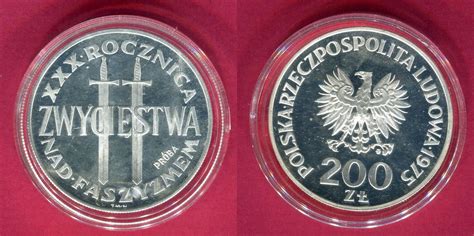 XXX·ROCZNICA
ZWYCIĘSTWA
NAD·FASZYZMEM
PRÓBA
POLSKA RZECZPOSPOLITA LUDOWA 1975
200
ZŁ